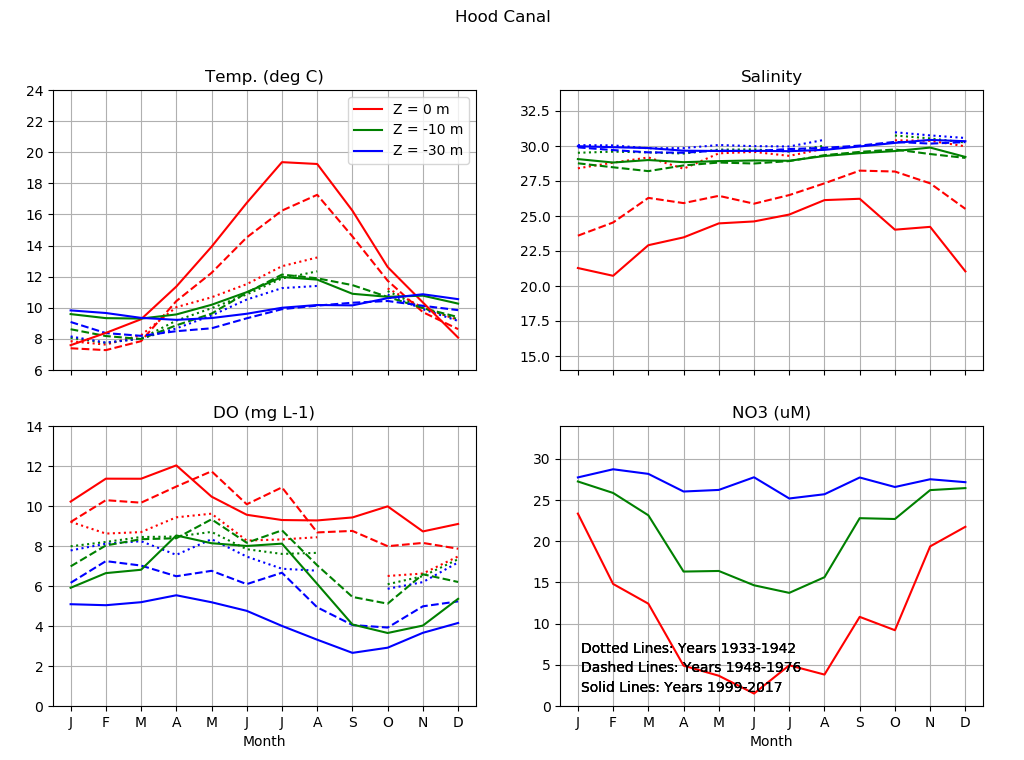 Hood Canal
Temp. (deg C)
24
22
20
18
16
14
12
10
8
6
Z = 0 m
Z = -10 m
Z = -30 m
Salinity
32.5
30.0
27.5
25.0
22.5
20.0
17.5
15.0
DO (mg L-1)
14
12
10
8
6
4
2
0
J F M A M J J A S O N D
Month
NO3 (uM)
30
25
20
15
10
5
0
Dotted Lines: Years 1933-1942
Dashed Lines: Years 1948-1976
Solid Lines: Years 1999-2017
J F M A M J J A S O N D
Month